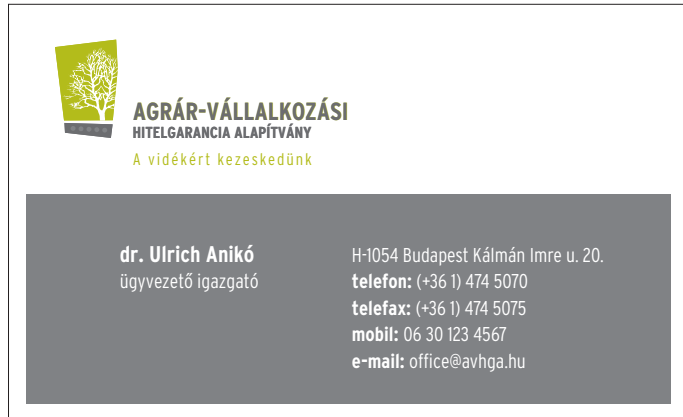 AGRÁR-VÁLLALKOZÁSI
HITELGARANCIA ALAPÍTVÁNY
A vidékért kezeskedünk
dr. Ulrich Anikó
ügyvezető igazgató
H-1054 Budapest Kálmán Imre u. 20.
telefon: (+36 1) 474 5070
telefax: (+36 1) 474 5075
mobil: 06 30 123 4567
e-mail: office@avhga.hu